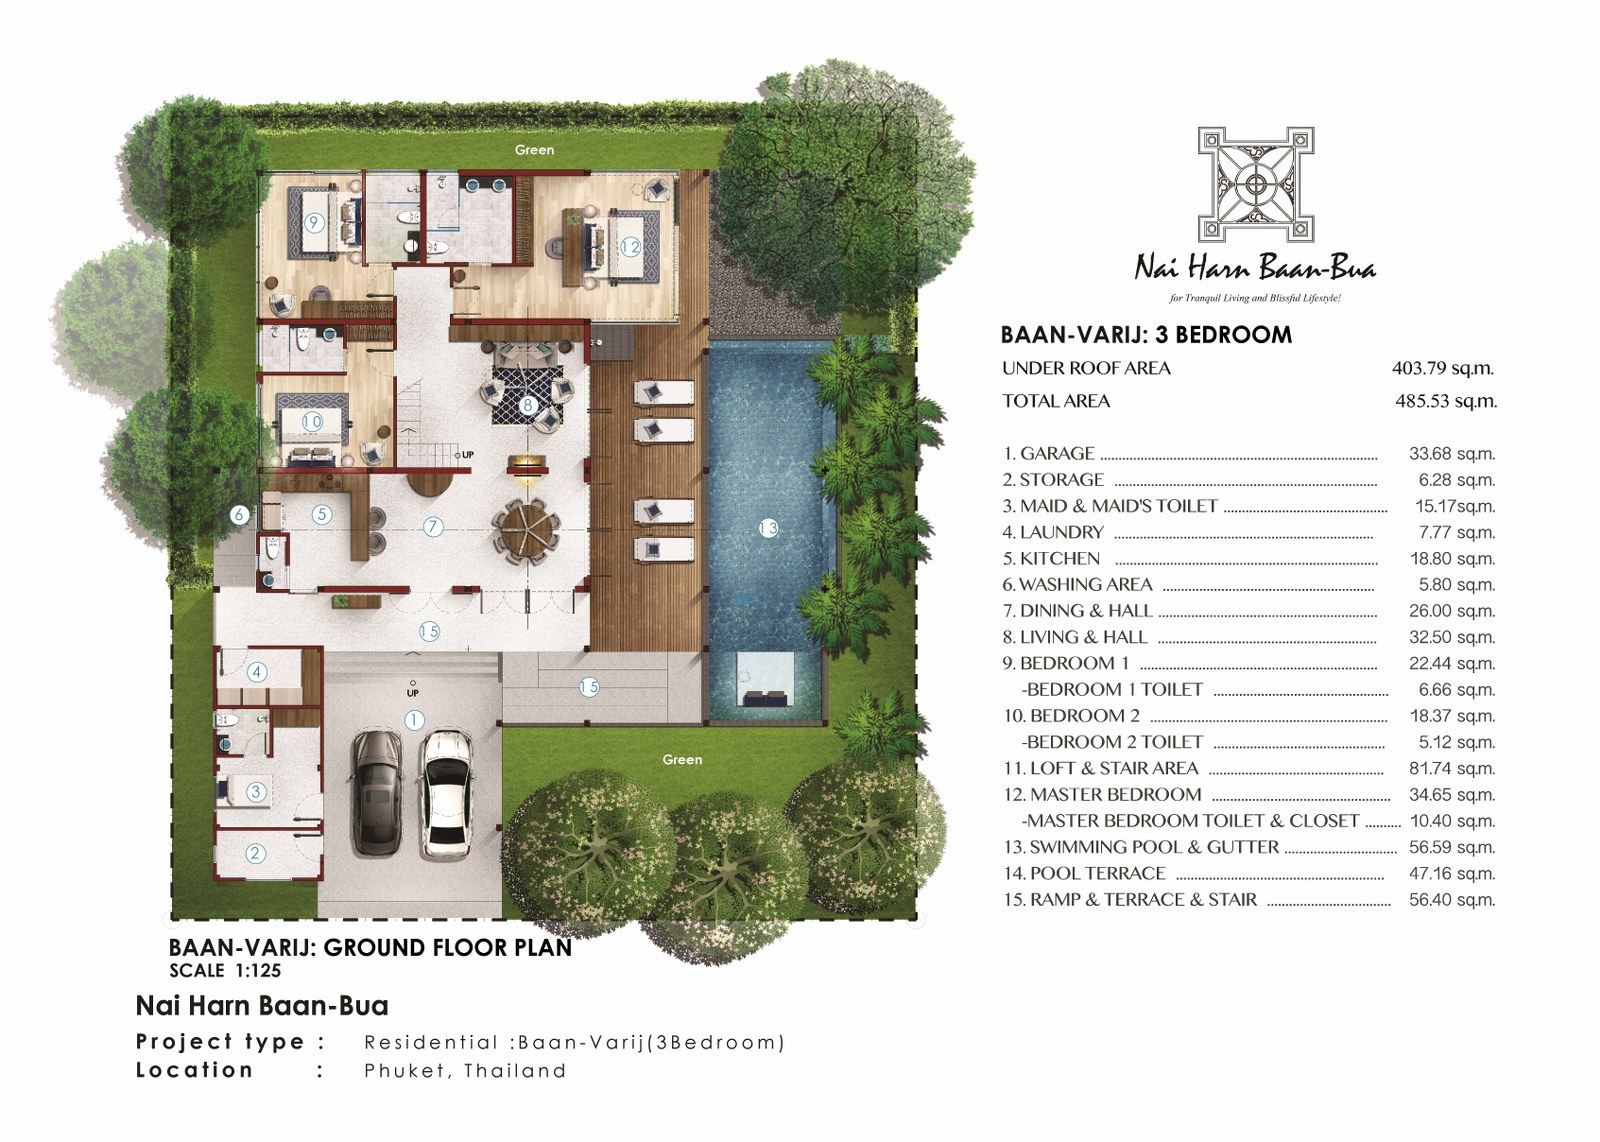 Green
9
12
10
8
UP
6
5
7
13
15
4
UP
15
1
Green
3
2
Nai Harn Baan-Bua
for Tranquil Living and Blissful Lifestyle!
BAAN-VARIJ: 3 BEDROOM
UNDER ROOF AREA 403.79 sq.m.
TOTAL AREA 485.53 sq.m.
1. GARAGE 33.68 sq.m.
2. STORAGE 6.28 sq.m.
3. MAID & MAID'S TOILET 15.17sq.m.
4. LAUNDRY 7.77 sq.m.
5. KITCHEN 18.80 sq.m.
6. WASHING AREA 5.80 sq.m.
7. DINING & HALL 26.00 sq.m.
8. LIVING & HALL 32.50 sq.m.
9. BEDROOM 1 22.44 sq.m.
-BEDROOM 1 TOILET 6.66 sq.m.
10. BEDROOM 2 18.37 sq.m.
-BEDROOM 2 TOILET 5.12 sq.m.
11. LOFT & STAIR AREA 81.74 sq.m.
12. MASTER BEDROOM 34.65 sq.m.
-MASTER BEDROOM TOILET & CLOSET 10.40 sq.m.
13. SWIMMING POOL & GUTTER 56.59 sq.m.
14. POOL TERRACE 47.16 sq.m.
15. RAMP & TERRACE & STAIR 56.40 sq.m.
BAAN-VARIJ: GROUND FLOOR PLAN
SCALE 1:125
Nai Harn Baan-Bua
Project type : Residential :Baan-Varij(3Bedroom)
Location : Phuket, Thailand